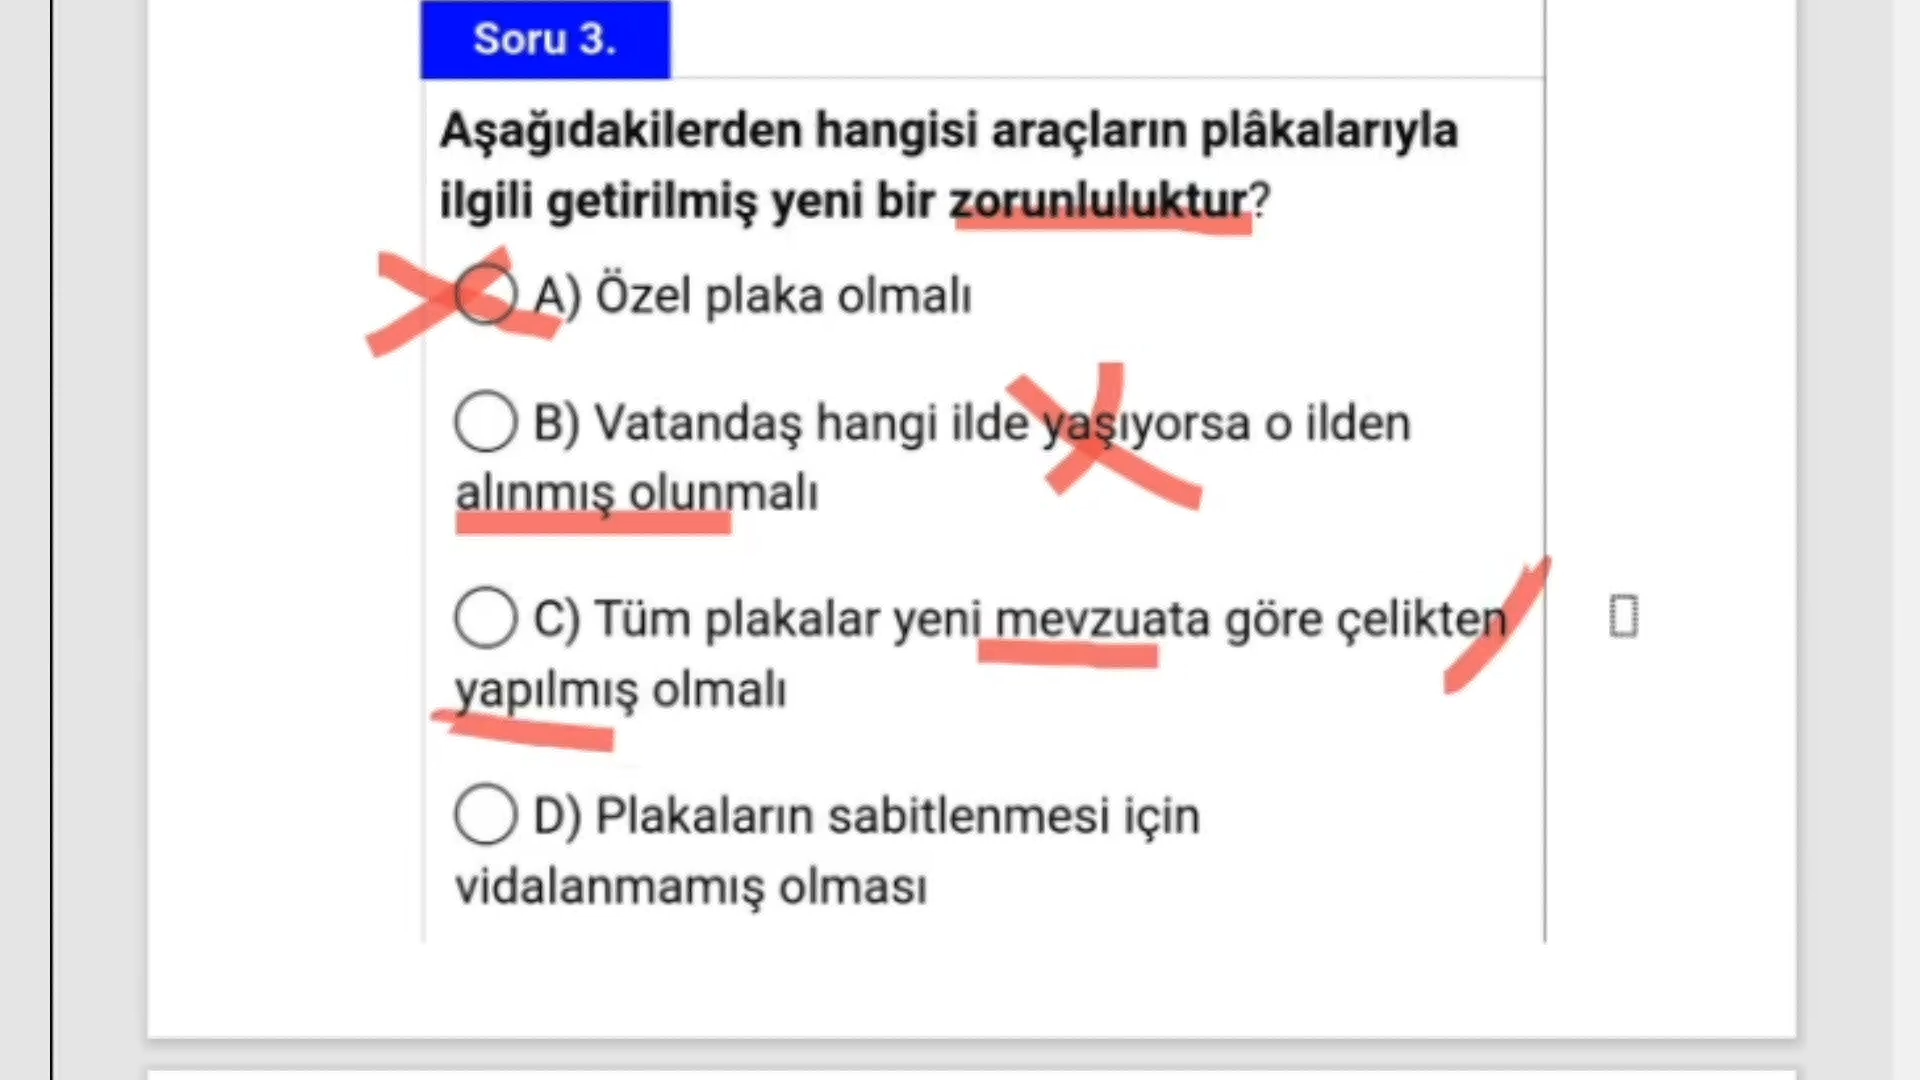 Soru 3.
Aşağıdakilerden hangisi araçların plâkalarıyla
ilgili getirilmiş yeni bir zorunluluktur?
A) Özel plaka olmalı
B) Vatandaş hangi ilde yaşıyorsa o ilden
alınmış olunmalı
C) Tüm plakalar yeni mevzuata göre çelikten
yapılmış olmalı
D) Plakaların sabitlenmesi için
vidalanmamış olması